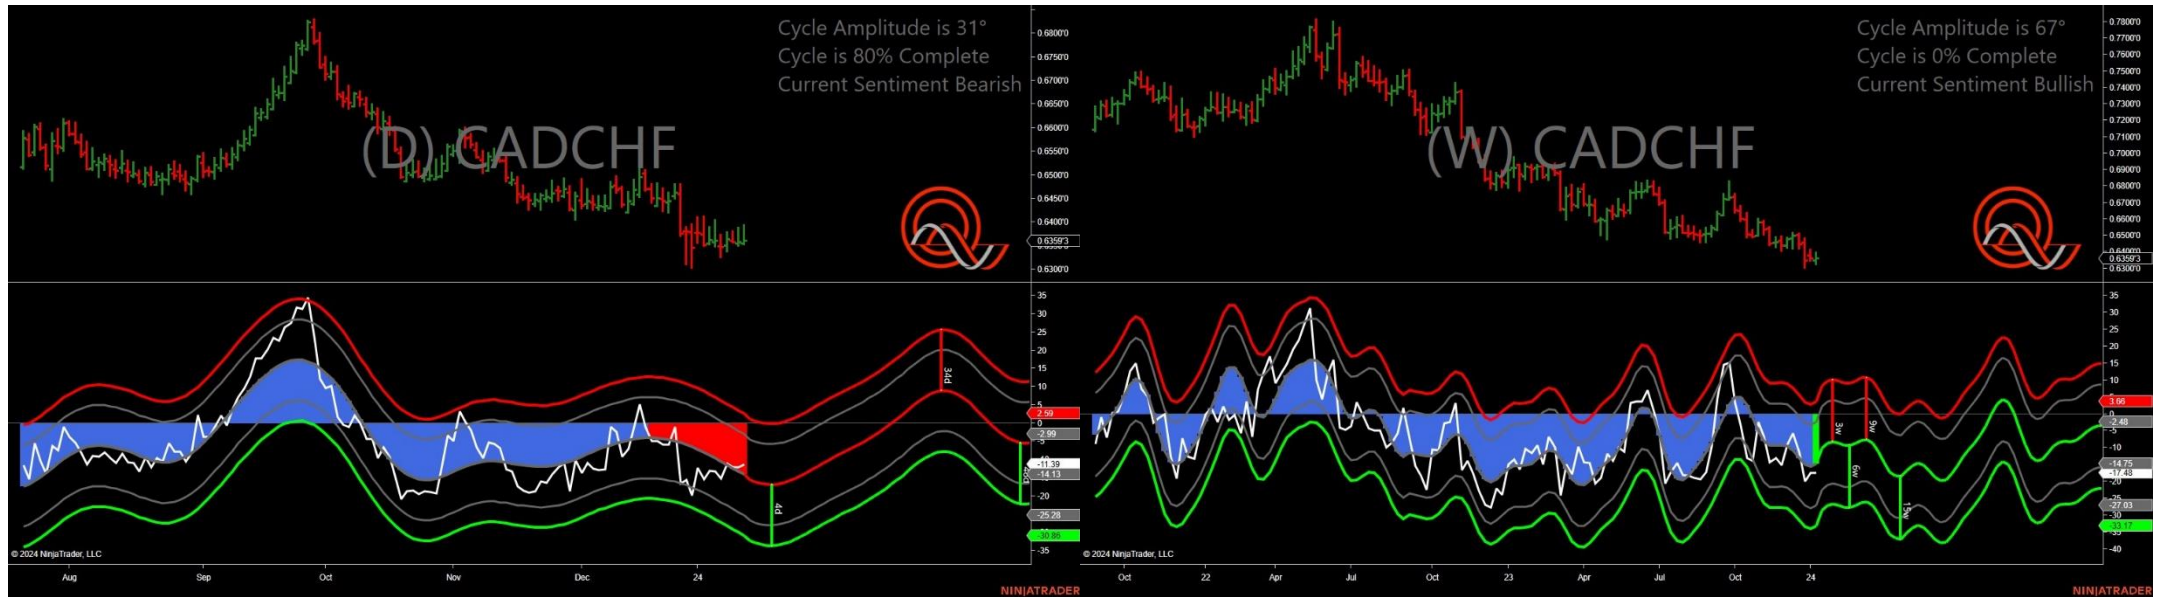 Cycle Amplitude is 31°
Cycle is 80% Complete
Current Sentiment Bearish
(D) CADCHF
0.6800'0
0.6750'0
0.6700'0
0.6650'0
0.6600'0
0.6550'0
0.6500'0
0.6450'0
0.6400'0
0.6359'3
0.6300'0
35
30
25
20
15
10
5
2.59
0
-2.99
-5
-11.39
-14.13
-20
-25.28
-30.86
-35
34d
4d
© 2024 NinjaTrader, LLC
Aug
Sep
Oct
Nov
Dec
24
NINJATRADER
Cycle Amplitude is 67°
Cycle is 0% Complete
Current Sentiment Bullish
(W) CADCHF
0.7800'0
0.7700'0
0.7600'0
0.7500'0
0.7400'0
0.7300'0
0.7200'0
0.7100'0
0.7000'0
0.6900'0
0.6800'0
0.6700'0
0.6600'0
0.6500'0
0.6400'0
0.6359'3
0.6300'0
35
30
25
20
15
10
5
3.66
0
-2.48
-5
-10
-14.75
-17.48
-20
-25
-27.03
-30
-33.17
-40
3w
9w
6w
15w
© 2024 NinjaTrader, LLC
Oct
22
Apr
Jul
Oct
23
Apr
Jul
Oct
24
NINJATRADER